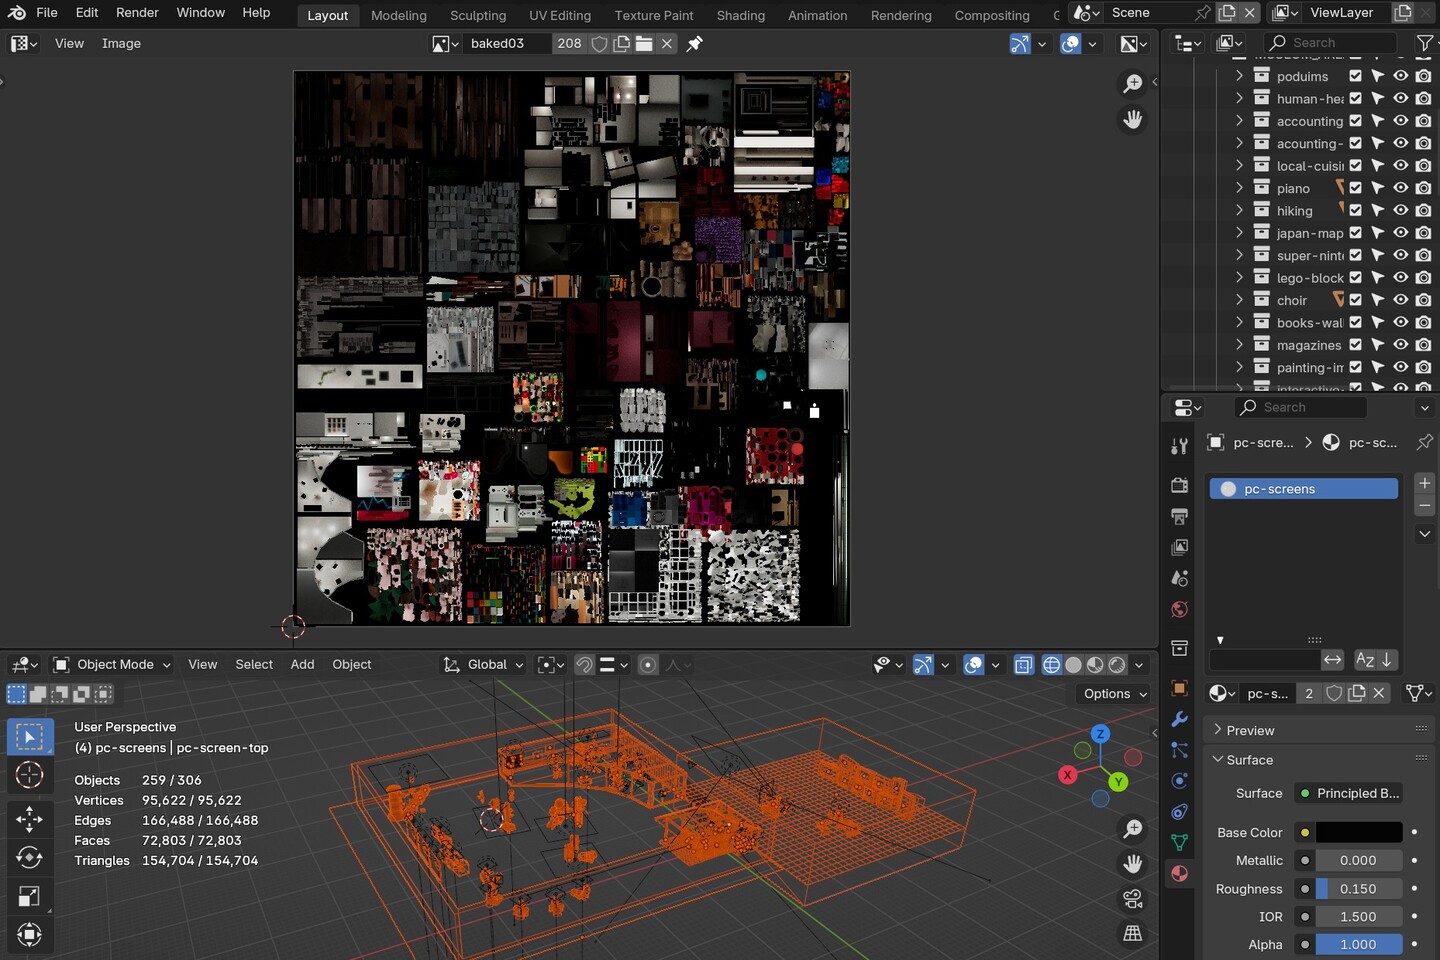 File Edit Render Window Help Layout Modeling Sculpting UV Editing Texture Paint Shading Animation Rendering Compositing Scene ViewLayer
View Image baked03 208 Search
poduims
human-hea
accounting
acounting-
local-cuisin
piano
hiking
japan-map
super-ninte
lego-block
choir
books-wal
magazines
painting-im
Search
pc-scre... pc-sc...
pc-screens
Object Mode View Select Add Object Global
Options
User Perspective
(4) pc-screens | pc-screen-top
Objects 259 / 306
Vertices 95,622 / 95,622
Edges 166,488 / 166,488
Faces 72,803 / 72,803
Triangles 154,704 / 154,704
Z
X
Y
AZ
pc-s... 2
Preview
Surface
Surface Principled B...
Base Color
Metallic 0.000
Roughness 0.150
IOR 1.500
Alpha 1.000